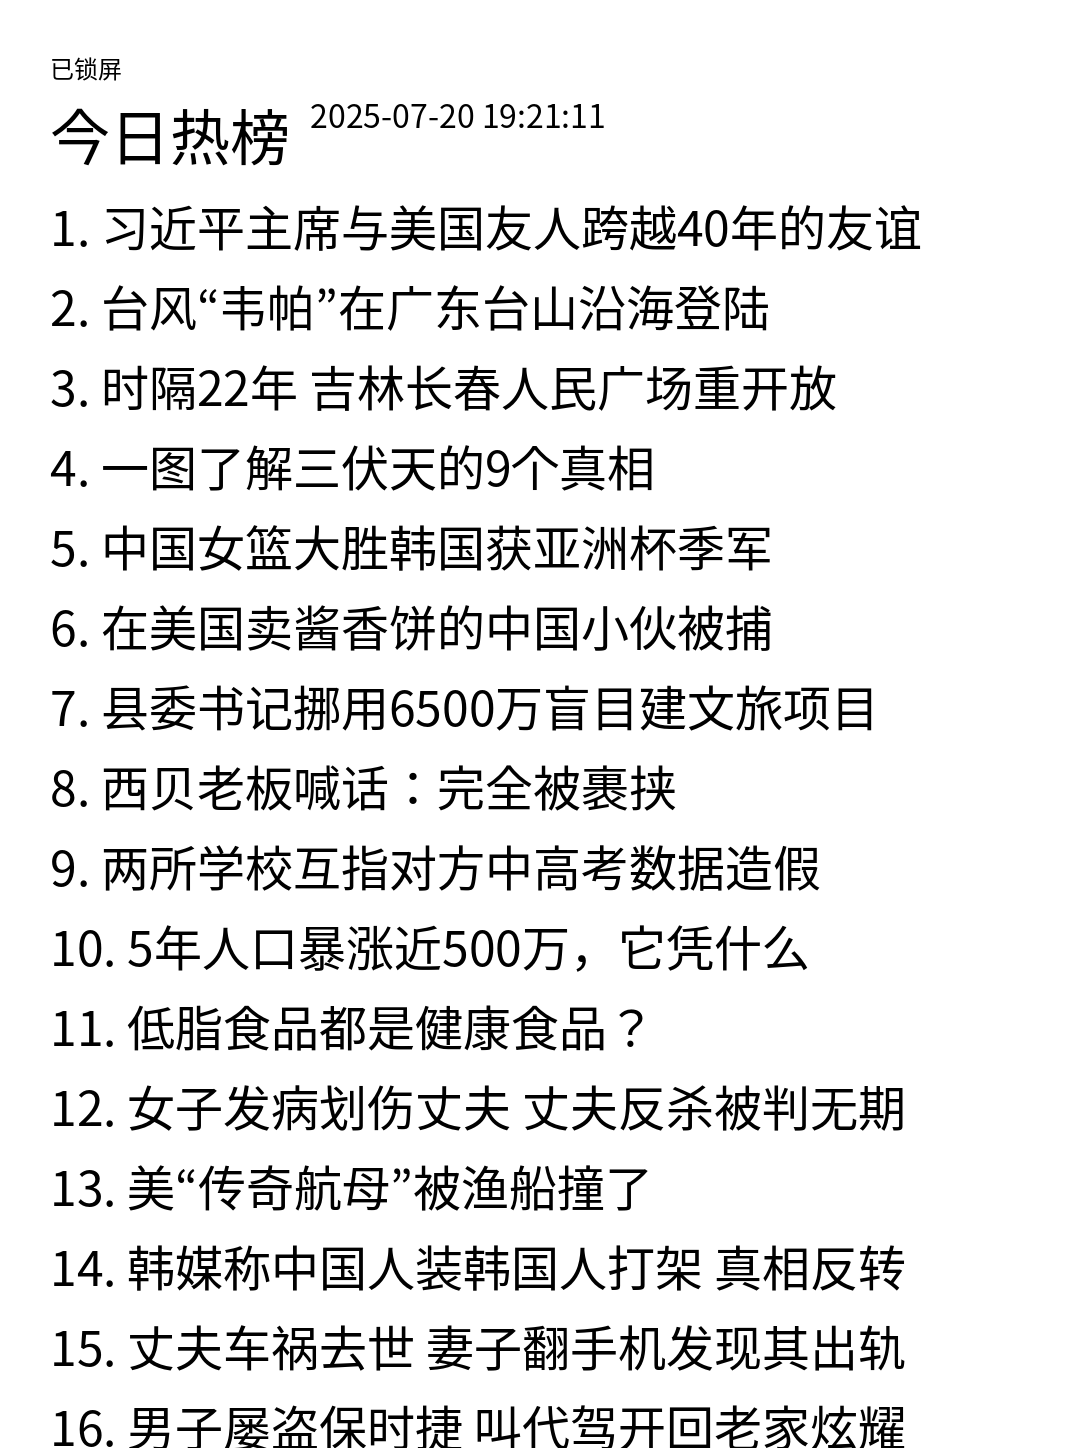 已锁屏
今日热榜 2025-07-20 19:21:11
1. 习近平主席与美国友人跨越40年的友谊
2. 台风“韦帕”在广东台山沿海登陆
3. 时隔22年 吉林长春人民广场重开放
4. 一图了解三伏天的9个真相
5. 中国女篮大胜韩国获亚洲杯季军
6. 在美国卖酱香饼的中国小伙被捕
7. 县委书记挪用6500万盲目建文旅项目
8. 西贝老板喊话：完全被裹挟
9. 两所学校互指对方中高考数据造假
10. 5年人口暴涨近500万，它凭什么
11. 低脂食品都是健康食品？
12. 女子发病划伤丈夫 丈夫反杀被判无期
13. 美“传奇航母”被渔船撞了
14. 韩媒称中国人装韩国人打架 真相反转
15. 丈夫车祸去世 妻子翻手机发现其出轨
16. 男子屡盗保时捷 叫代驾开回老家炫耀